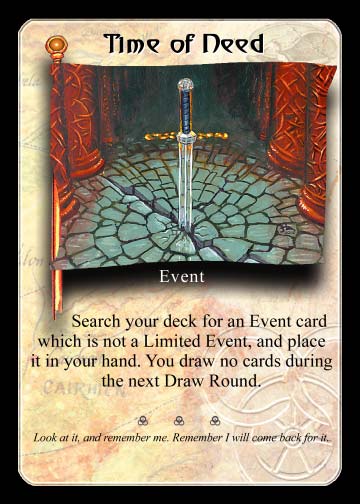 Time of Need
Event
Search your deck for an Event card
which is not a Limited Event, and place
it in your hand. You draw no cards during
the next Draw Round.
Look at it, and remember me. Remember I will come back for it.
CAIRHIEN